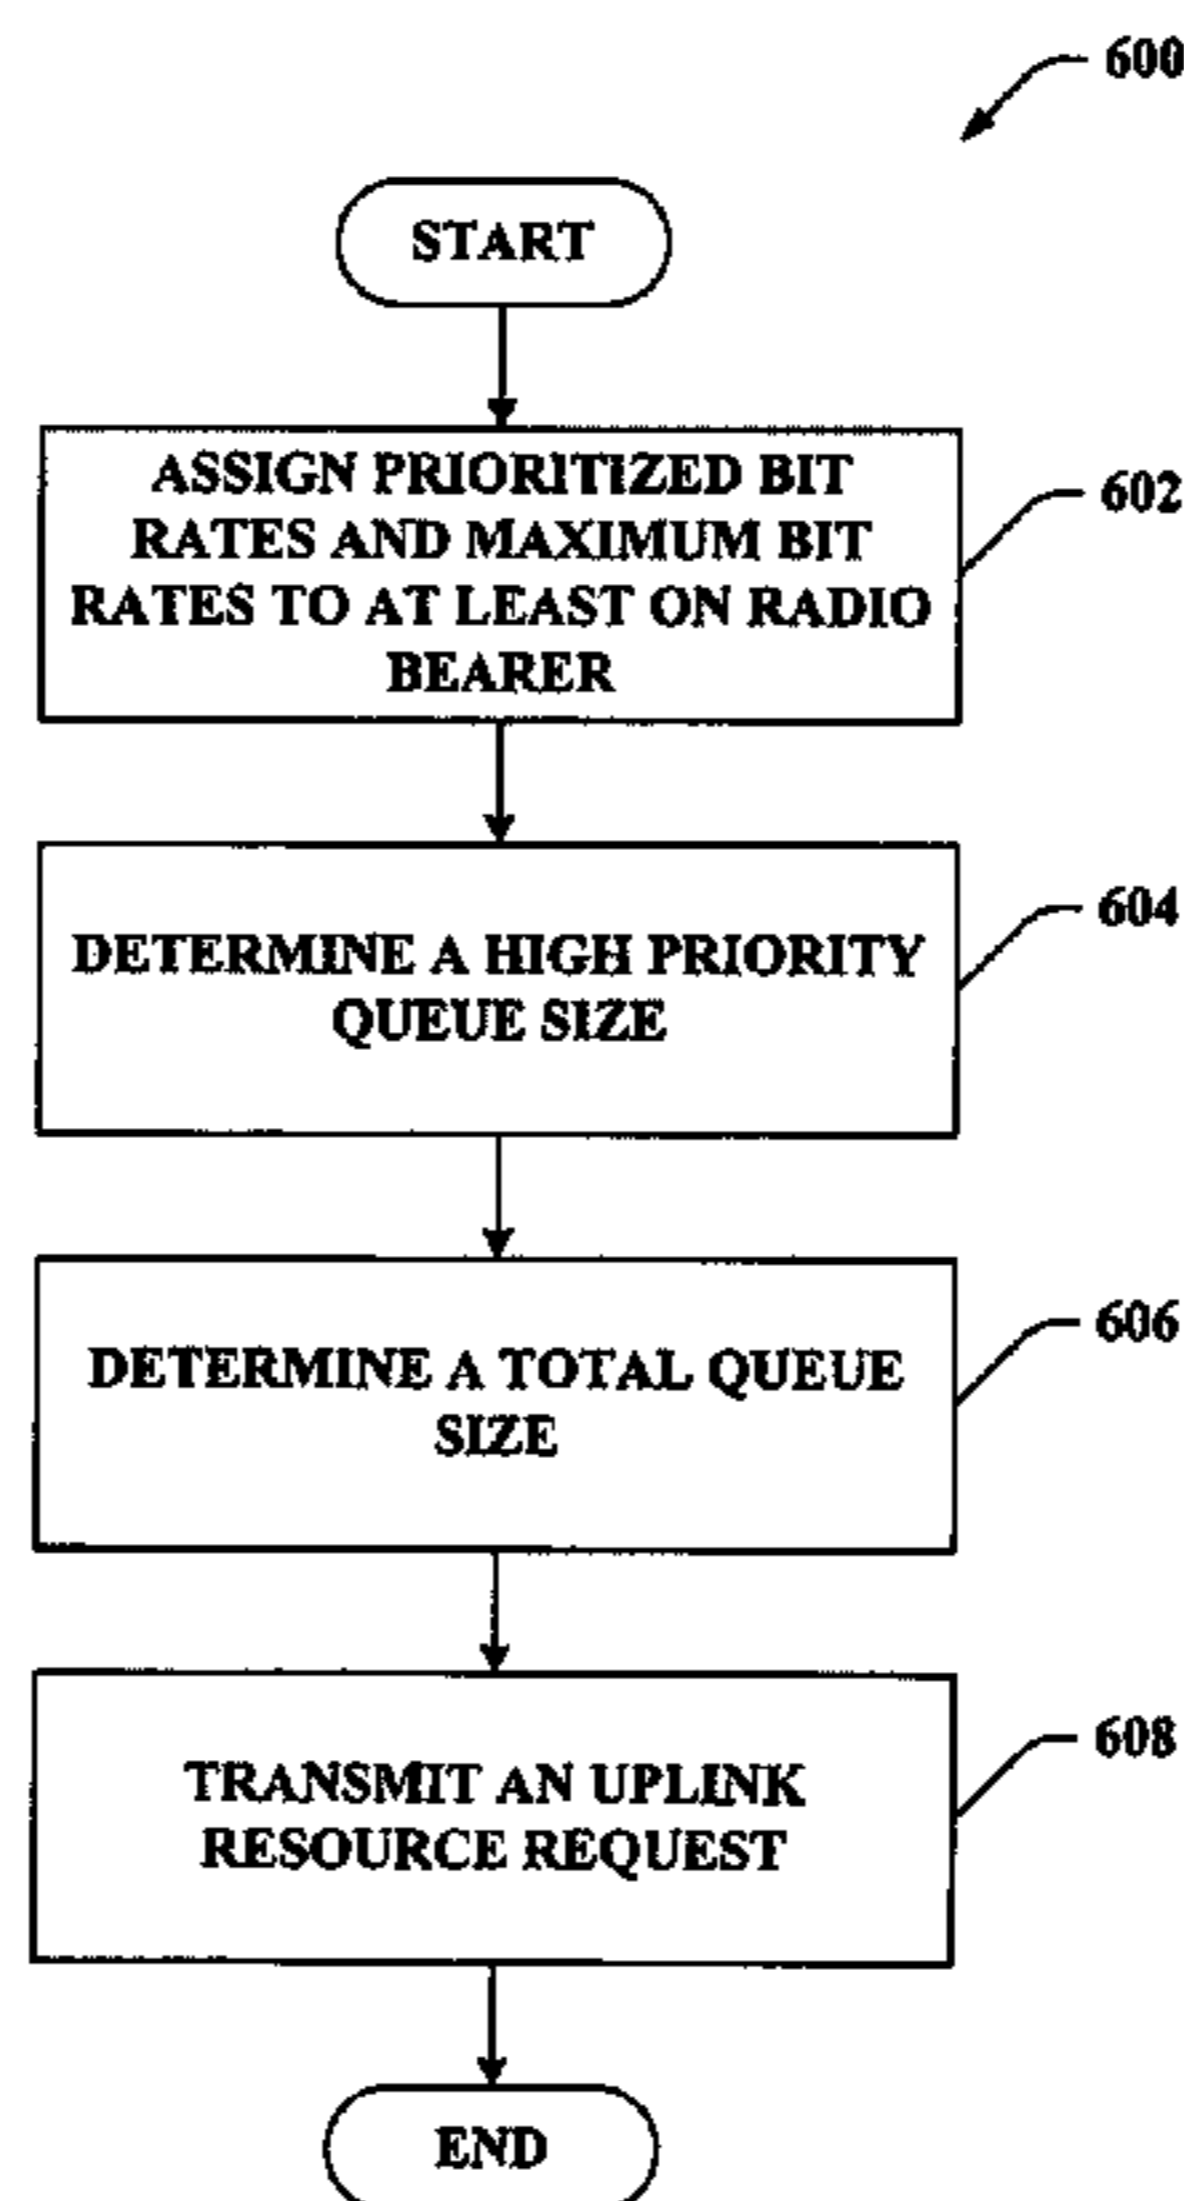 600
START
ASSIGN PRIORITIZED BIT
RATES AND MAXIMUM BIT
RATES TO AT LEAST ON RADIO
BEARER
602
DETERMINE A HIGH PRIORITY
QUEUE SIZE
604
DETERMINE A TOTAL QUEUE
SIZE
606
TRANSMIT AN UPLINK
RESOURCE REQUEST
608
END